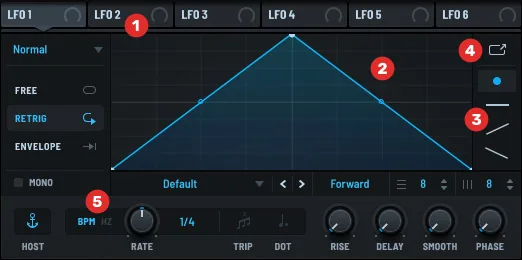 LFO 1 LFO 2 LFO 3 LFO 4 LFO 5 LFO 6
1
Normal
4
2
FREE
RETRIG
3
ENVELOPE
MONO
Default
Forward
8
8
5
BPM HZ
1/4
HOST
RATE
TRIP
DOT
RISE
DELAY
SMOOTH
PHASE